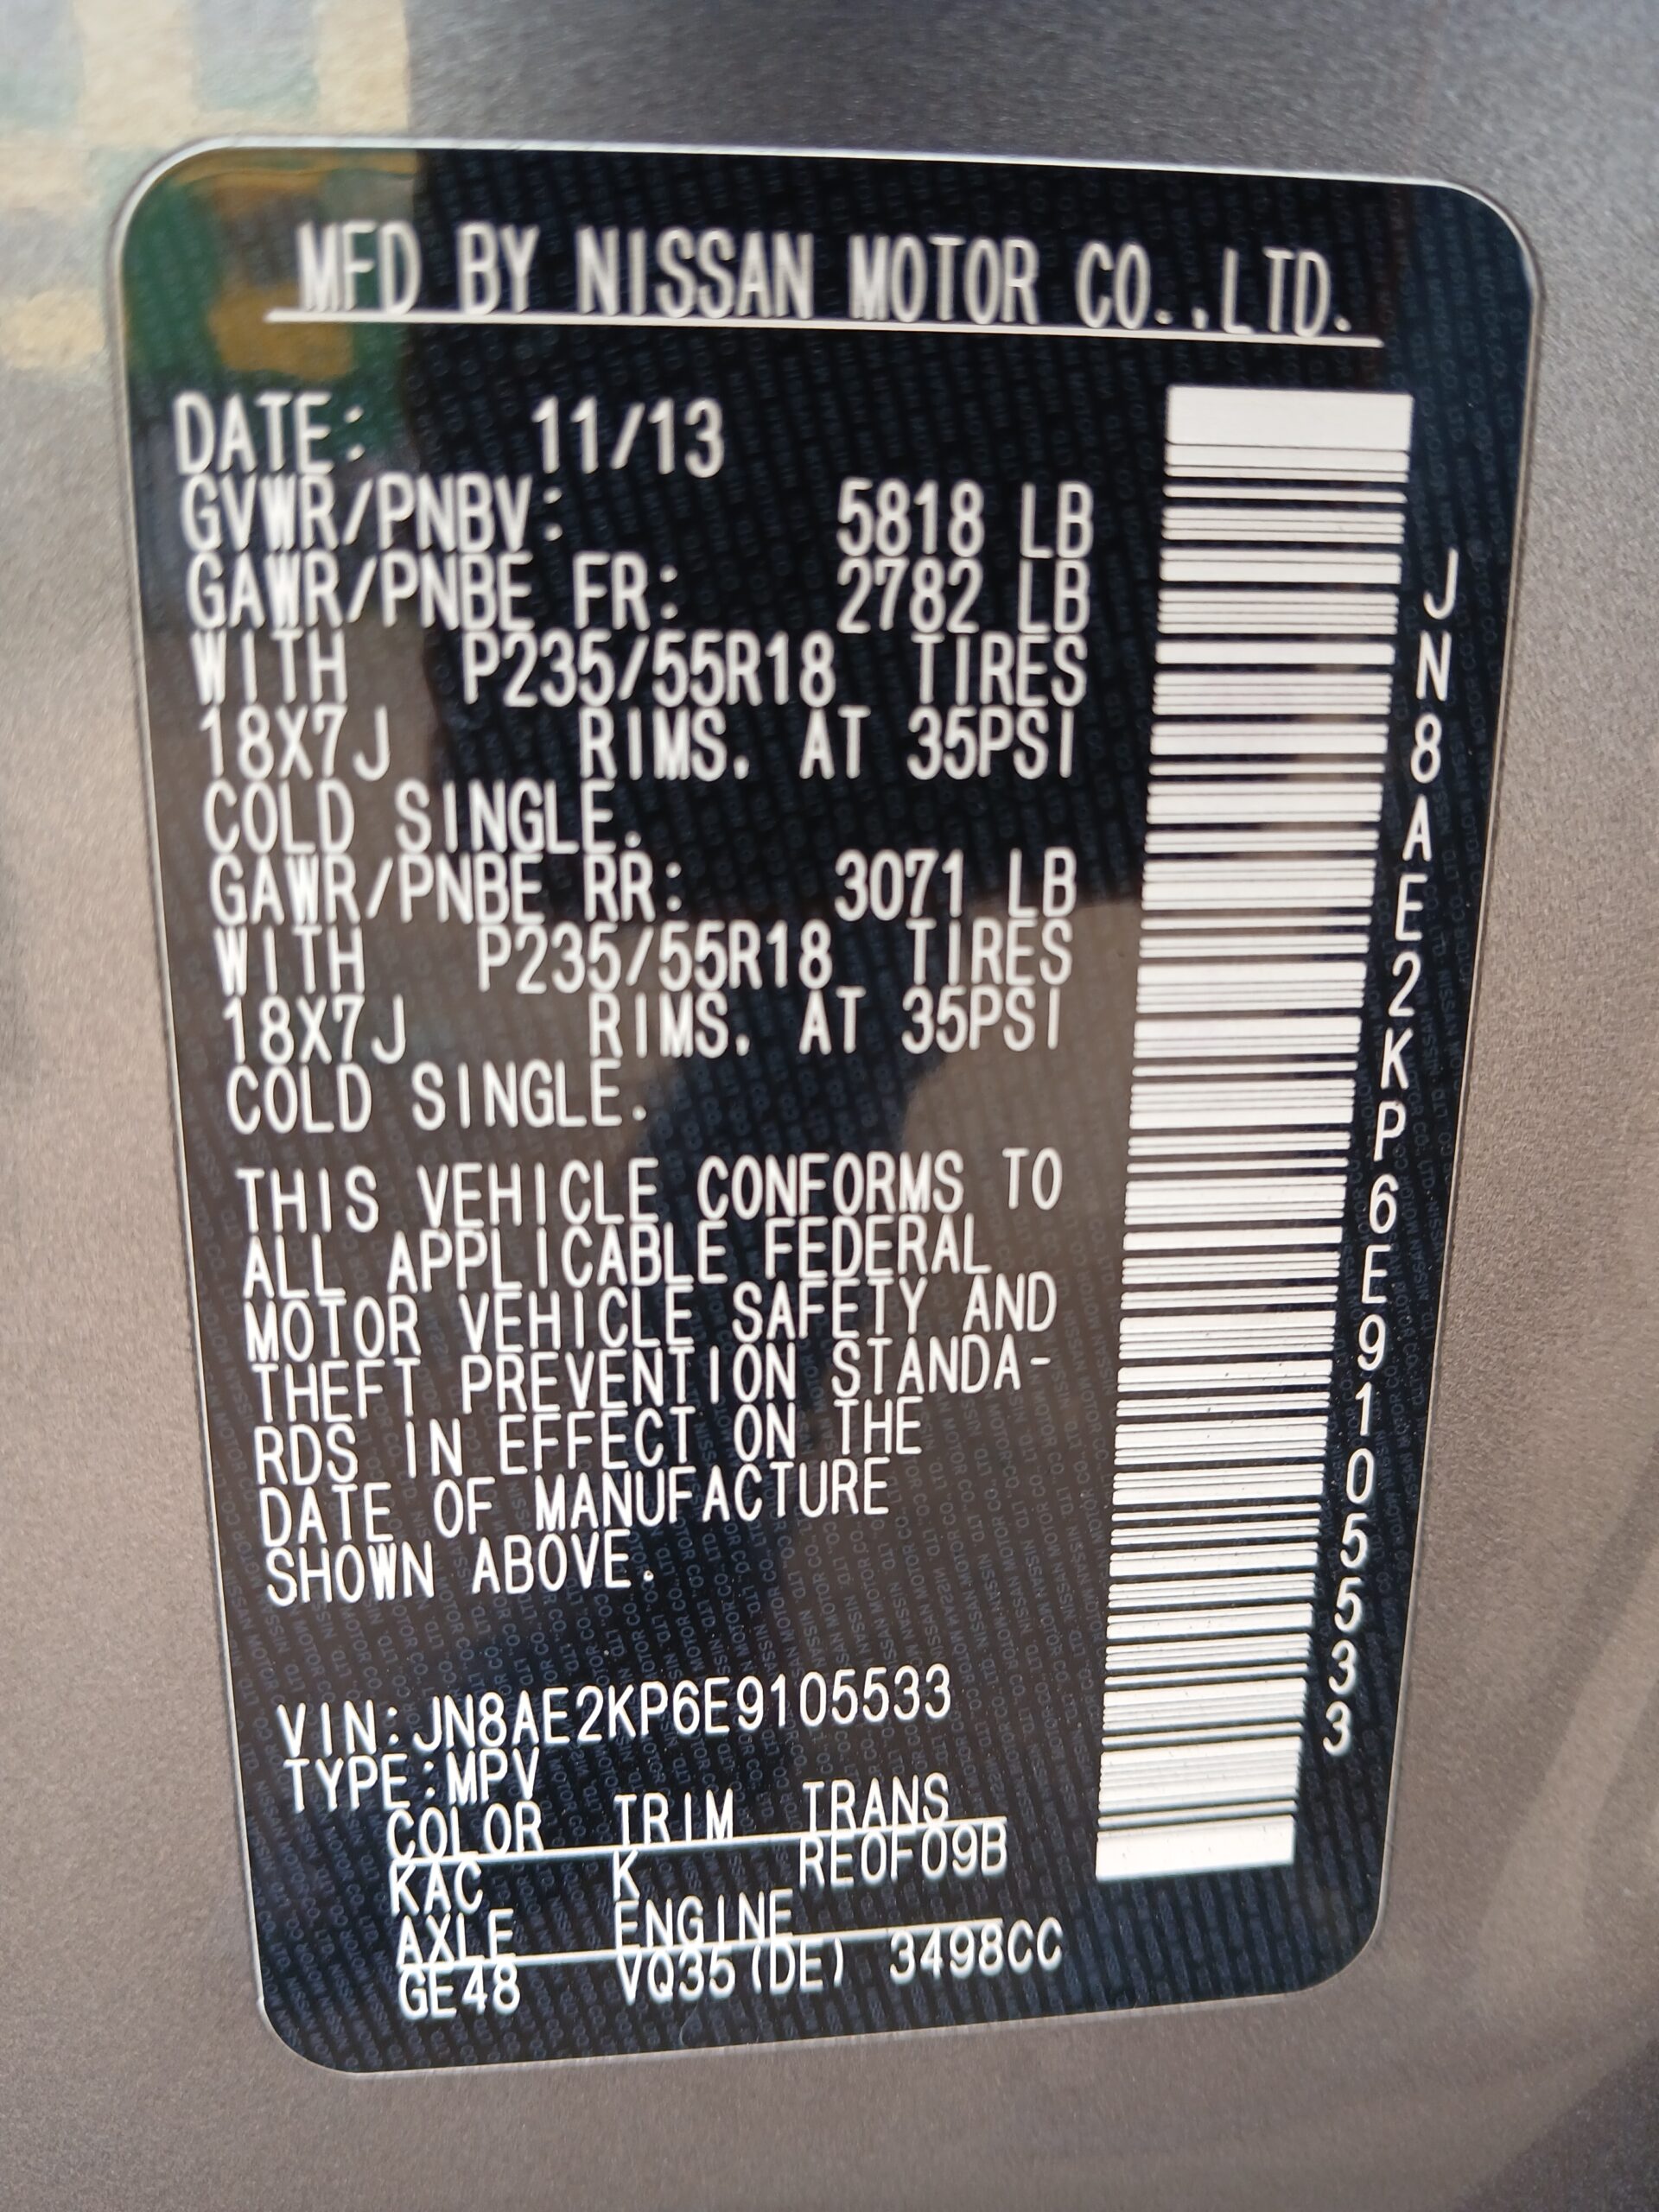 MFD BY NISSAN MOTOR CO.,LTD.
DATE: 11/13
GVWR/PNBV: 5818 LB
GAWR/PNBE FR: 2782 LB
WITH P235/55R18 TIRES
18X7J RIMS. AT 35PSI
COLD SINGLE.
GAWR/PNBE RR: 3071 LB
WITH P235/55R18 TIRES
18X7J RIMS. AT 35PSI
COLD SINGLE.
THIS VEHICLE CONFORMS TO
ALL APPLICABLE FEDERAL
MOTOR VEHICLE SAFETY AND
THEFT PREVENTION STANDA-
RDS IN EFFECT ON THE
DATE OF MANUFACTURE
SHOWN ABOVE.
VIN:JN8AE2KP6E9105533
TYPE:MPV
COLOR TRIM TRANS
KAC K RE0F09B
AXLE ENGINE
GE48 VQ35(DE) 3498CC
JN8AE2KP6E9105533